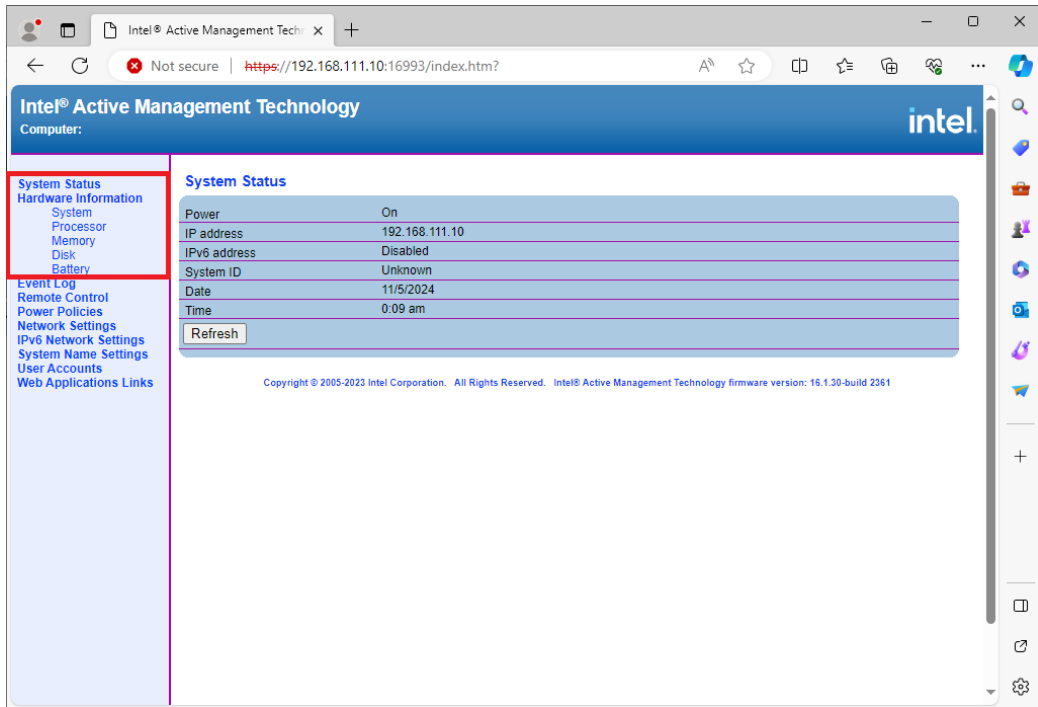 Intel® Active Management Tech
Not secure | https://192.168.111.10:16993/index.htm?
Intel® Active Management Technology
Computer:
intel.
System Status
Hardware Information
System
Processor
Memory
Disk
Battery
Event Log
Remote Control
Power Policies
Network Settings
IPv6 Network Settings
System Name Settings
User Accounts
Web Applications Links
System Status
Power On
IP address 192.168.111.10
IPv6 address Disabled
System ID Unknown
Date 11/5/2024
Time 0:09 am
Refresh
Copyright © 2005-2023 Intel Corporation. All Rights Reserved. Intel® Active Management Technology firmware version: 16.1.30-build 2361